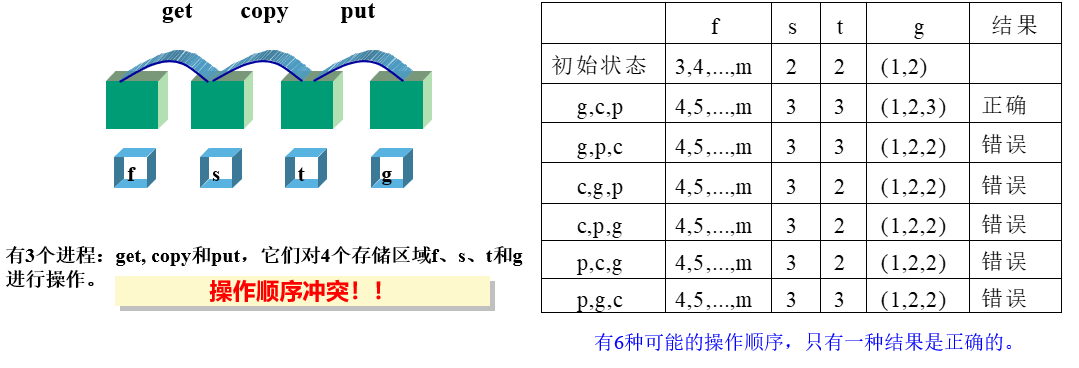 get copy put
f s t g
有3个进程：get, copy和put，它们对4个存储区域f、s、t和g
进行操作。
操作顺序冲突！！
f s t g 结果
初始状态 3,4,...,m 2 2 (1,2)
g,c,p 4,5,...,m 3 3 (1,2,3) 正确
g,p,c 4,5,...,m 3 3 (1,2,2) 错误
c,g,p 4,5,...,m 3 2 (1,2,2) 错误
c,p,g 4,5,...,m 3 2 (1,2,2) 错误
p,c,g 4,5,...,m 3 2 (1,2,2) 错误
p,g,c 4,5,...,m 3 3 (1,2,2) 错误
有6种可能的操作顺序，只有一种结果是正确的。